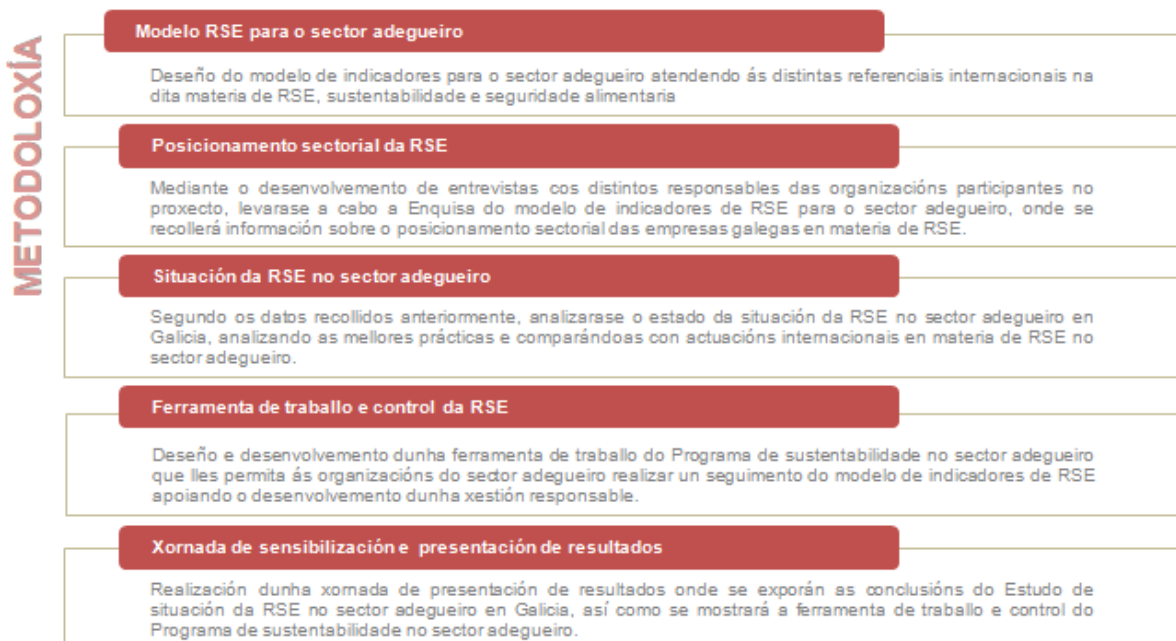 METODOLOXÍA
Modelo RSE para o sector adegueiro
Deseño do modelo de indicadores para o sector adegueiro atendendo ás distintas referenciais internacionais na
dita materia de RSE, sustentabilidade e seguridade alimentaria
Posicionamento sectorial da RSE
Mediante o desenvolvemento de entrevistas cos distintos responsables das organizacións participantes no
proxecto, levarase a cabo a Enquisa do modelo de indicadores de RSE para o sector adegueiro, onde se
recollerá información sobre o posicionamento sectorial das empresas galegas en materia de RSE.
Situación da RSE no sector adegueiro
Segundo os datos recollidos anteriormente, analizarase o estado da situación da RSE no sector adegueiro en
Galicia, analizando as mellores prácticas e comparándoas con actuacións internacionais en materia de RSE no
sector adegueiro.
Ferramenta de traballo e control da RSE
Deseño e desenvolvemento dunha ferramenta de traballo do Programa de sustentabilidade no sector adegueiro
que lles permita ás organizacións do sector adegueiro realizar un seguimento do modelo de indicadores de RSE
apoiando o desenvolvemento dunha xestión responsable.
Xornada de sensibilización e presentación de resultados
Realización dunha xornada de presentación de resultados onde se exporán as conclusións do Estudo de
situación da RSE no sector adegueiro en Galicia, así como se mostrará a ferramenta de traballo e control do
Programa de sustentabilidade no sector adegueiro.